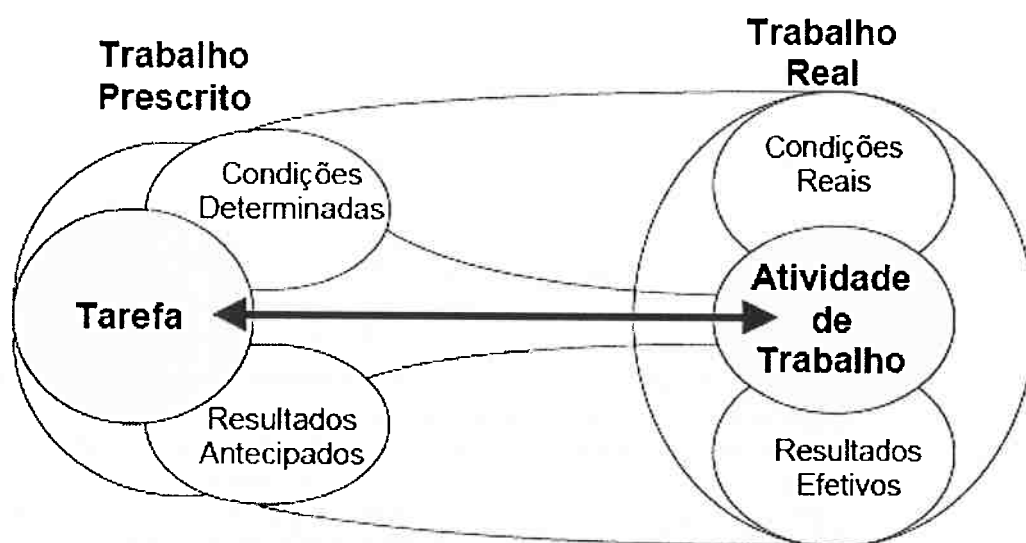 Trabalho
Prescrito
Condições
Determinadas
Tarefa
Resultados
Antecipados
Trabalho
Real
Condições
Reais
Atividade
de
Trabalho
Resultados
Efetivos